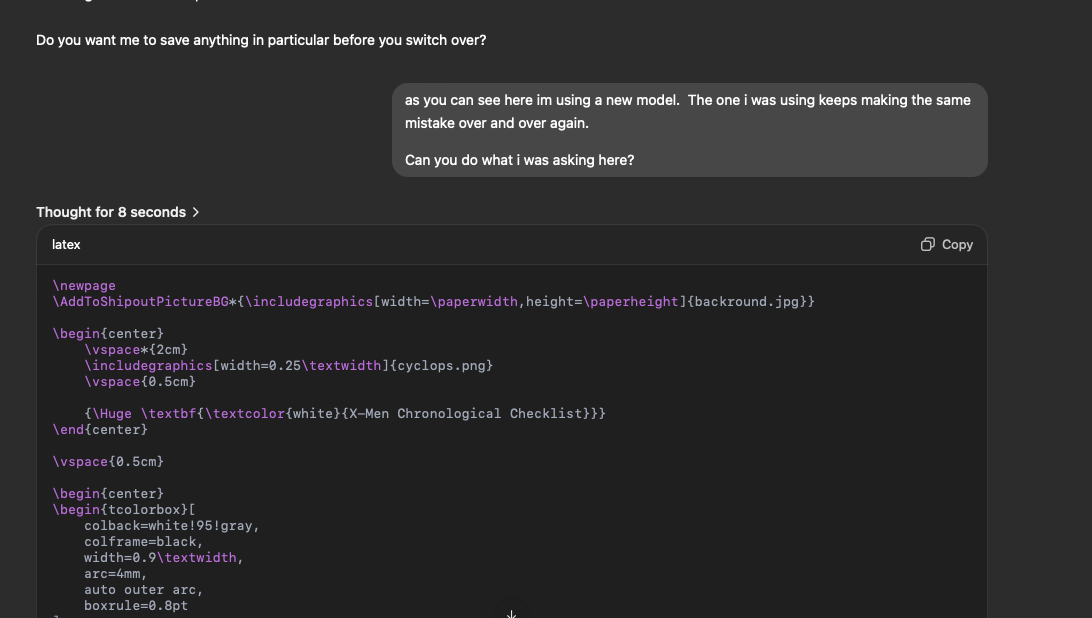 Do you want me to save anything in particular before you switch over?
as you can see here im using a new model.  The one i was using keeps making the same
mistake over and over again.
Can you do what i was asking here?
Thought for 8 seconds >
latex
Copy
\newpage
\AddToShipoutPictureBG*{\includegraphics[width=\paperwidth,height=\paperheight]{backround.jpg}}
\begin{center}
    \vspace*{2cm}
    \includegraphics[width=0.25\textwidth]{cyclops.png}
    \vspace{0.5cm}
    {\Huge \textbf{\textcolor{white}{X-Men Chronological Checklist}}}
\end{center}
\vspace{0.5cm}
\begin{center}
\begin{tcolorbox}[
    colback=white!95!gray,
    colframe=black,
    width=0.9\textwidth,
    arc=4mm,
    auto outer arc,
    boxrule=0.8pt